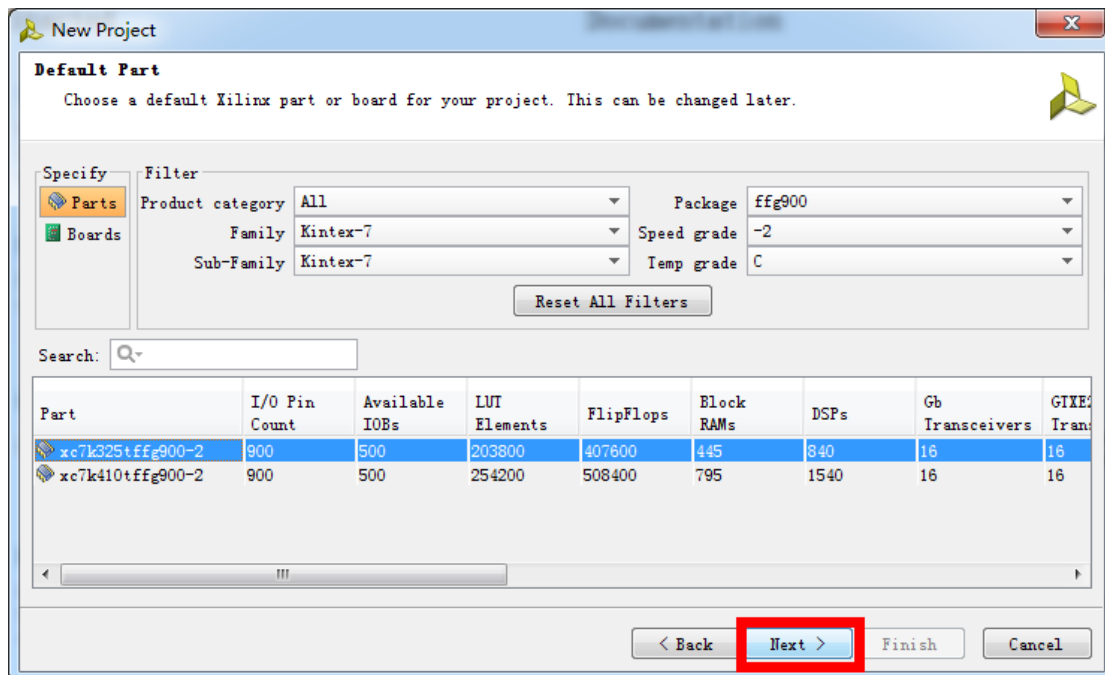 New Project
Documentation
Default Part
Choose a default Xilinx part or board for your project. This can be changed later.
Specify
Parts
Boards
Filter
Product category All
Package ffg900
Family Kintex-7
Speed grade -2
Sub-Family Kintex-7
Temp grade C
Reset All Filters
Search:
Part I/O Pin Count Available IOBs LUT Elements FlipFlops Block RAMs DSPs Gb Transceivers GTXE2 Trans
xc7k325tffg900-2 900 500 203800 407600 445 840 16 16
xc7k410tffg900-2 900 500 254200 508400 795 1540 16 16
< Back Next > Finish Cancel